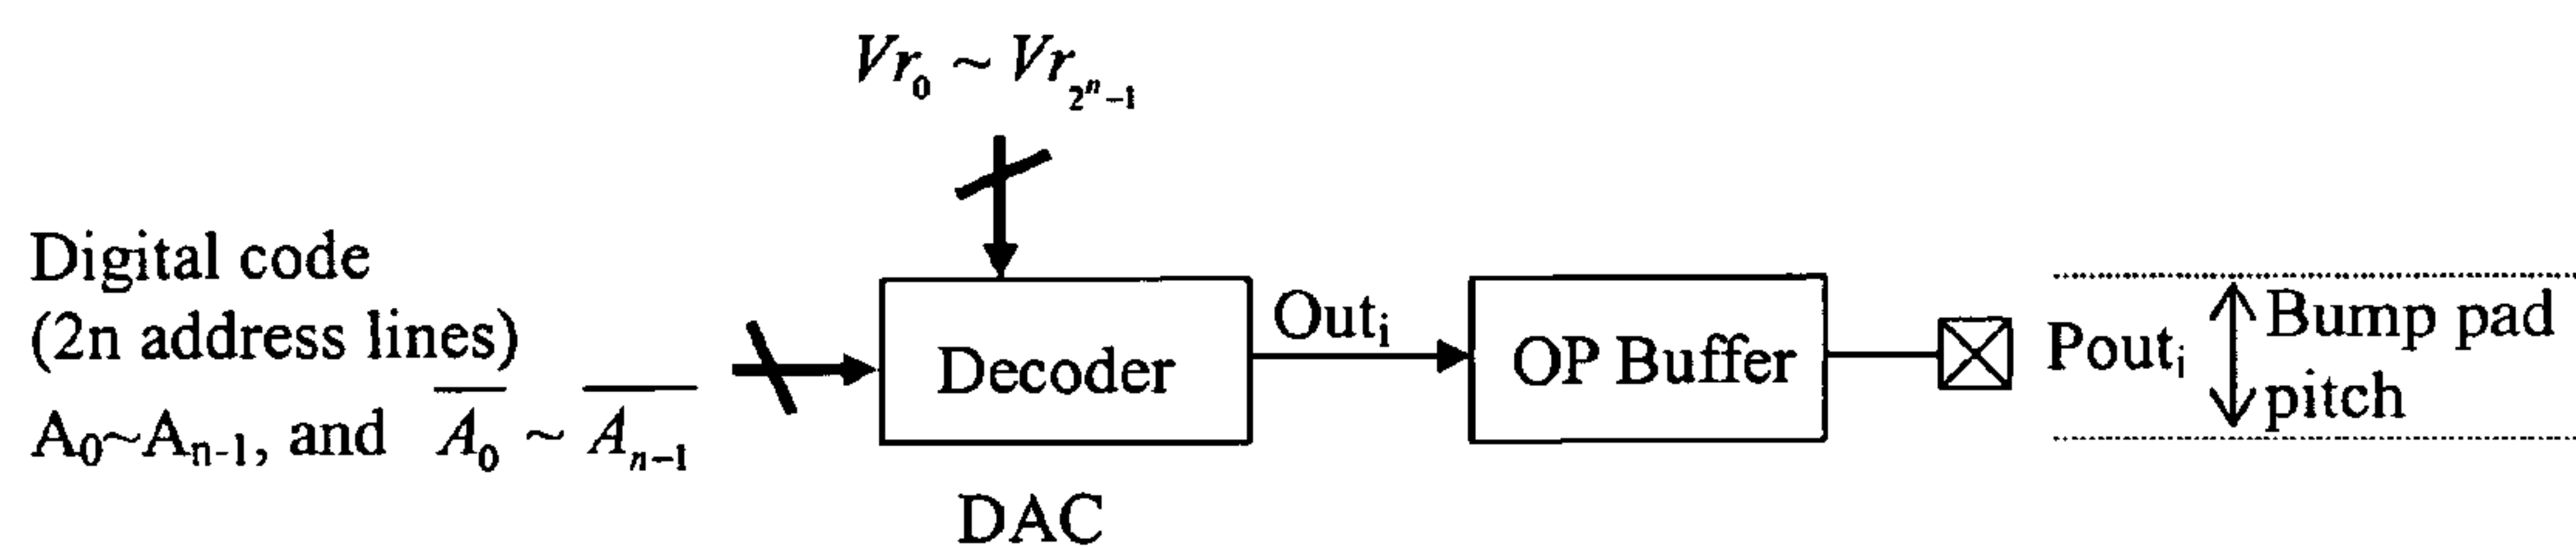 Vr₀ ~ Vr₂ⁿ₋₁
Digital code
(2n address lines)
A₀~Aₙ₋₁, and A̅₀ ~ A̅ₙ₋₁
Decoder
DAC
Outᵢ
OP Buffer
Poutᵢ
Bump pad
pitch